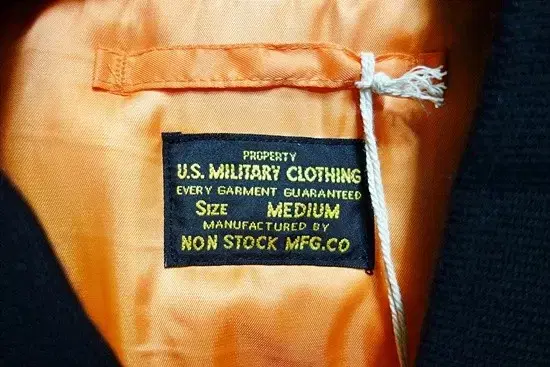 PROPERTY
U.S. MILITARY CLOTHING
EVERY GARMENT GUARANTEED
SIZE MEDIUM
MANUFACTURED BY
NON STOCK MFG.CO